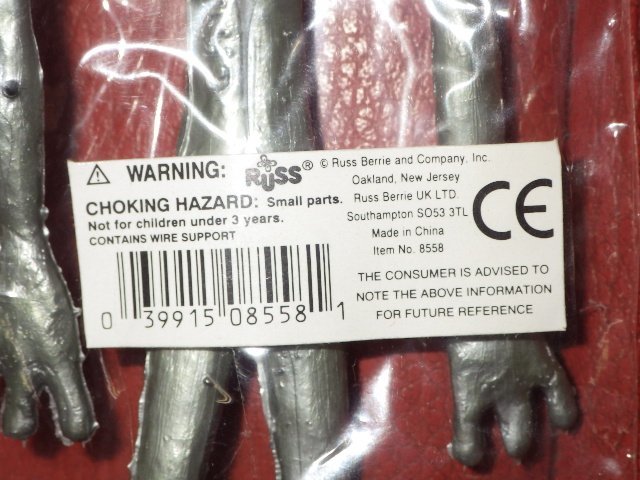 ⚠ WARNING: RUSS® © Russ Berrie and Company, Inc.
Oakland, New Jersey
CHOKING HAZARD: Small parts.
Russ Berrie UK LTD.
Not for children under 3 years.
Southampton SO53 3TL
CONTAINS WIRE SUPPORT
Made in China
Item No. 8558
CE
THE CONSUMER IS ADVISED TO
NOTE THE ABOVE INFORMATION
FOR FUTURE REFERENCE
0 39915 08558 1